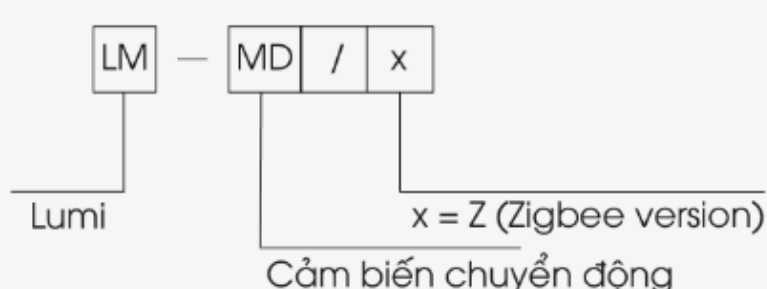 LM — MD / x
Lumi
x = Z (Zigbee version)
Cảm biến chuyển động